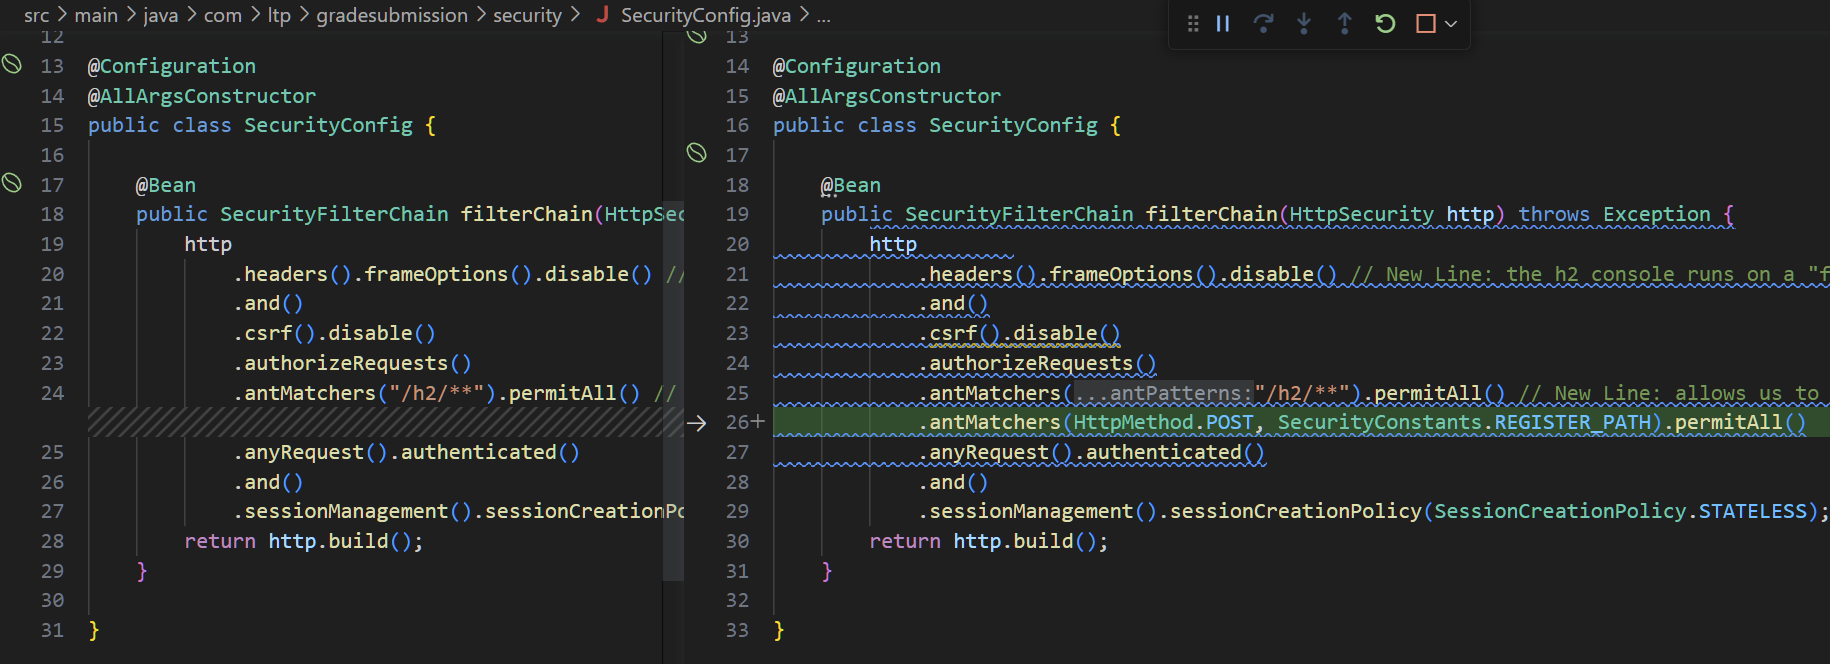 src > main > java > com > ltp > gradesubmission > security > J SecurityConfig.java > ...
12
13 @Configuration
14 @AllArgsConstructor
15 public class SecurityConfig {
16
17 @Bean
18 public SecurityFilterChain filterChain(HttpSec
19 http
20 .headers().frameOptions().disable() //
21 .and()
22 .csrf().disable()
23 .authorizeRequests()
24 .antMatchers("/h2/**").permitAll() //
25 .anyRequest().authenticated()
26 .and()
27 .sessionManagement().sessionCreationPo
28 return http.build();
29 }
30
31 }
13
14 @Configuration
15 @AllArgsConstructor
16 public class SecurityConfig {
17
18 @Bean
19 public SecurityFilterChain filterChain(HttpSecurity http) throws Exception {
20 http
21 .headers().frameOptions().disable() // New Line: the h2 console runs on a "f
22 .and()
23 .csrf().disable()
24 .authorizeRequests()
25 .antMatchers(...antPatterns:"/h2/**").permitAll() // New Line: allows us to
26+ .antMatchers(HttpMethod.POST, SecurityConstants.REGISTER_PATH).permitAll()
27 .anyRequest().authenticated()
28 .and()
29 .sessionManagement().sessionCreationPolicy(SessionCreationPolicy.STATELESS);
30 return http.build();
31 }
32
33 }